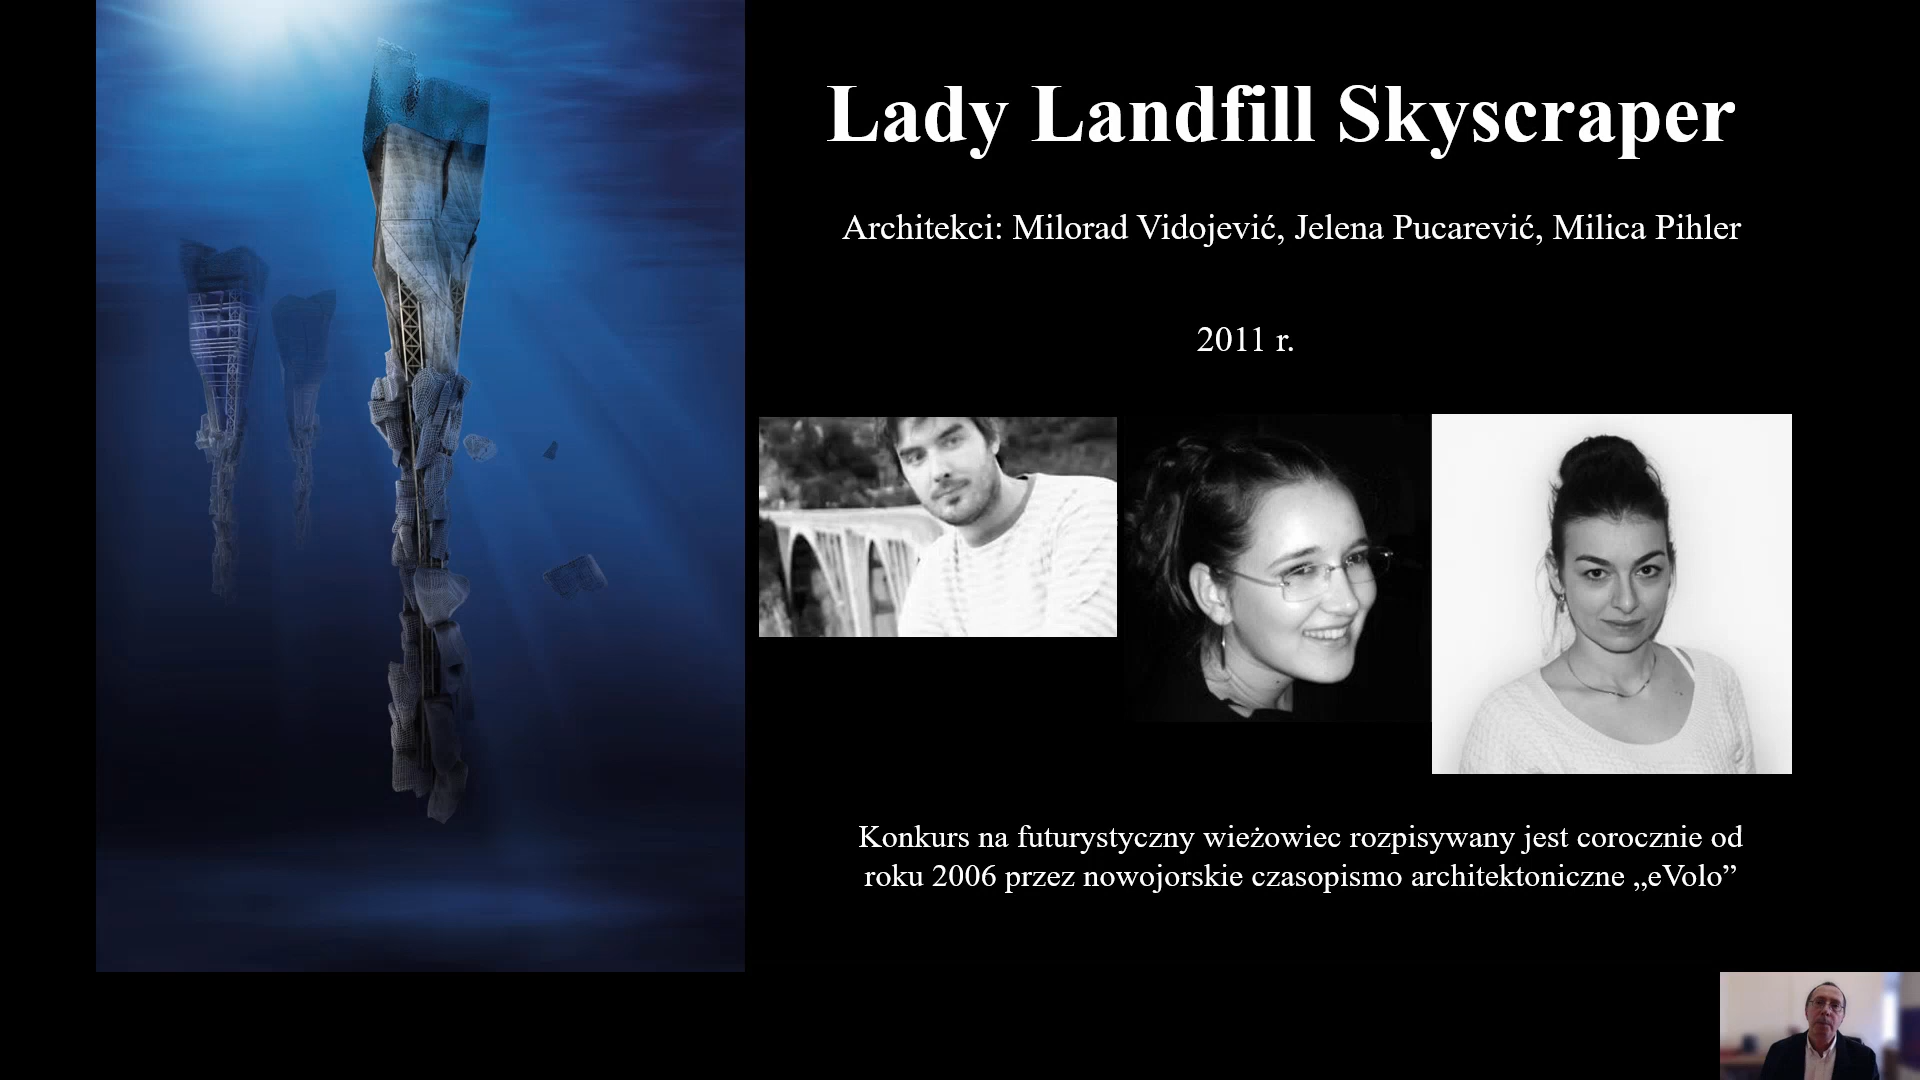 Lady Landfill Skyscraper
Architekci: Milorad Vidojević, Jelena Pucarević, Milica Pihler
2011 r.
Konkurs na futurystyczny wieżowiec rozpisywany jest corocznie od
roku 2006 przez nowojorskie czasopismo architektoniczne „eVolo”